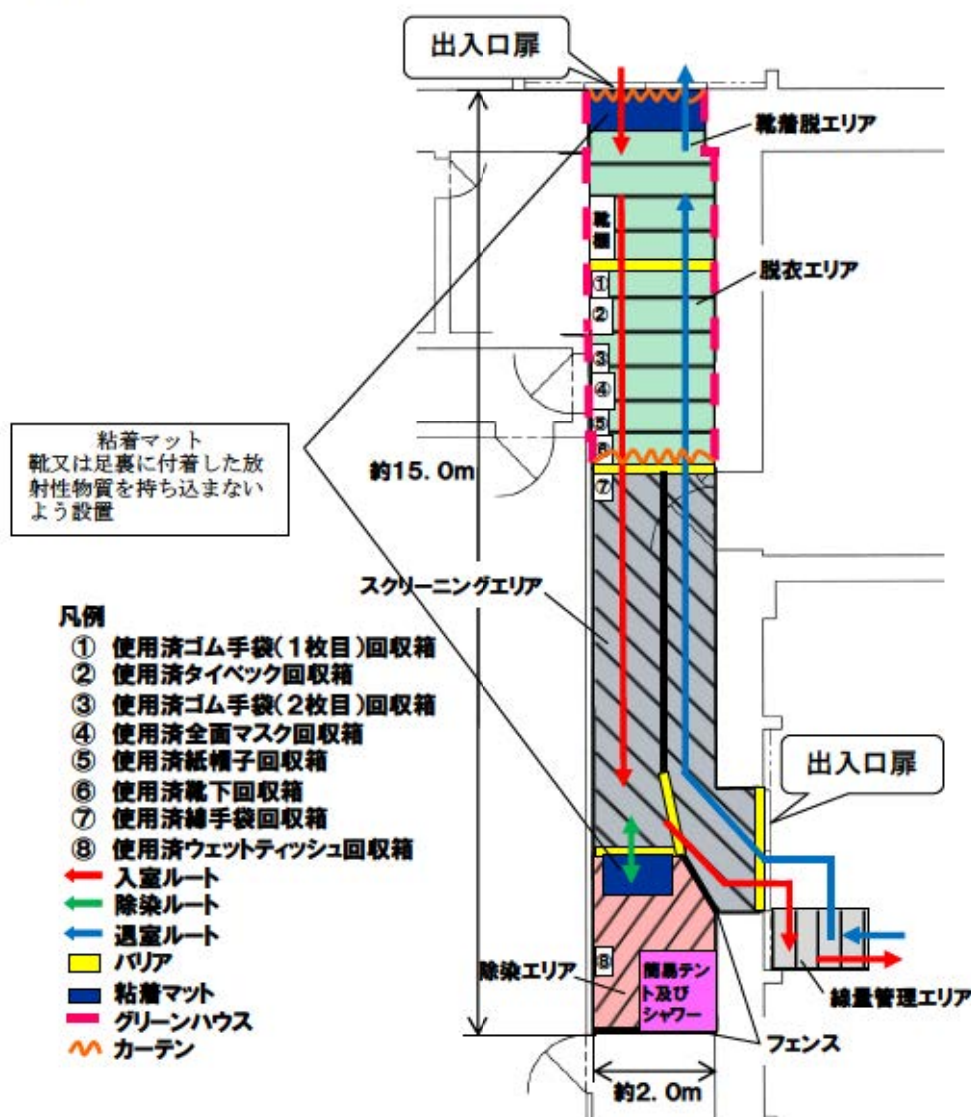 出入口扉
靴着脱エリア
靴棚
脱衣エリア
①
②
③
④
⑤
⑥
⑦
粘着マット
靴又は足裏に付着した放
射性物質を持ち込まない
よう設置
約15.0m
スクリーニングエリア
凡例
① 使用済ゴム手袋(1枚目)回収箱
② 使用済タイベック回収箱
③ 使用済ゴム手袋(2枚目)回収箱
④ 使用済全面マスク回収箱
⑤ 使用済紙帽子回収箱
⑥ 使用済靴下回収箱
⑦ 使用済綿手袋回収箱
⑧ 使用済ウェットティッシュ回収箱
入室ルート
除染ルート
退室ルート
バリア
粘着マット
グリーンハウス
カーテン
出入口扉
⑧
除染エリア
簡易テン
ト及び
シャワー
線量管理エリア
フェンス
約2.0m